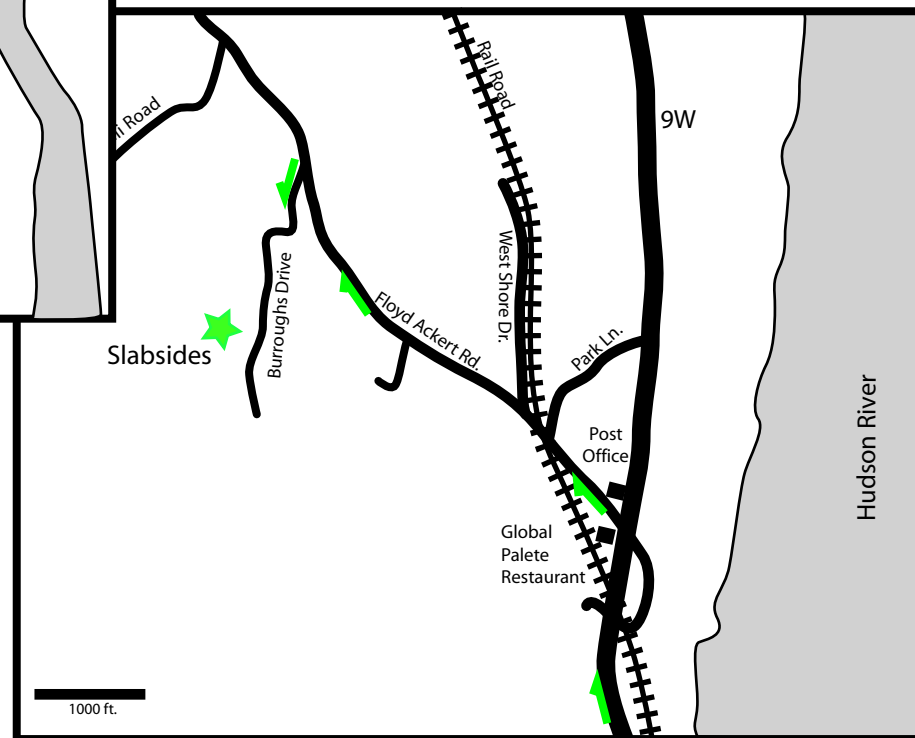 Road
Rail Road
9W
West Shore Dr.
Burroughs Drive
Floyd Ackert Rd.
Park Ln.
Slabsides
Hudson River
Post
Office
Global
Palete
Restaurant
1000 ft.